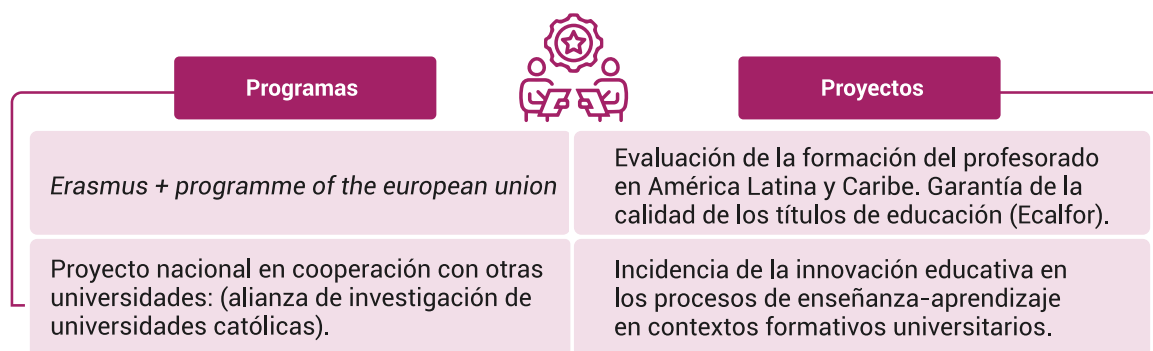 Programas
Proyectos
Erasmus + programme of the european union
Evaluación de la formación del profesorado
en América Latina y Caribe. Garantía de la
calidad de los títulos de educación (Ecalfor).
Proyecto nacional en cooperación con otras
universidades: (alianza de investigación de
universidades católicas).
Incidencia de la innovación educativa en
los procesos de enseñanza-aprendizaje
en contextos formativos universitarios.